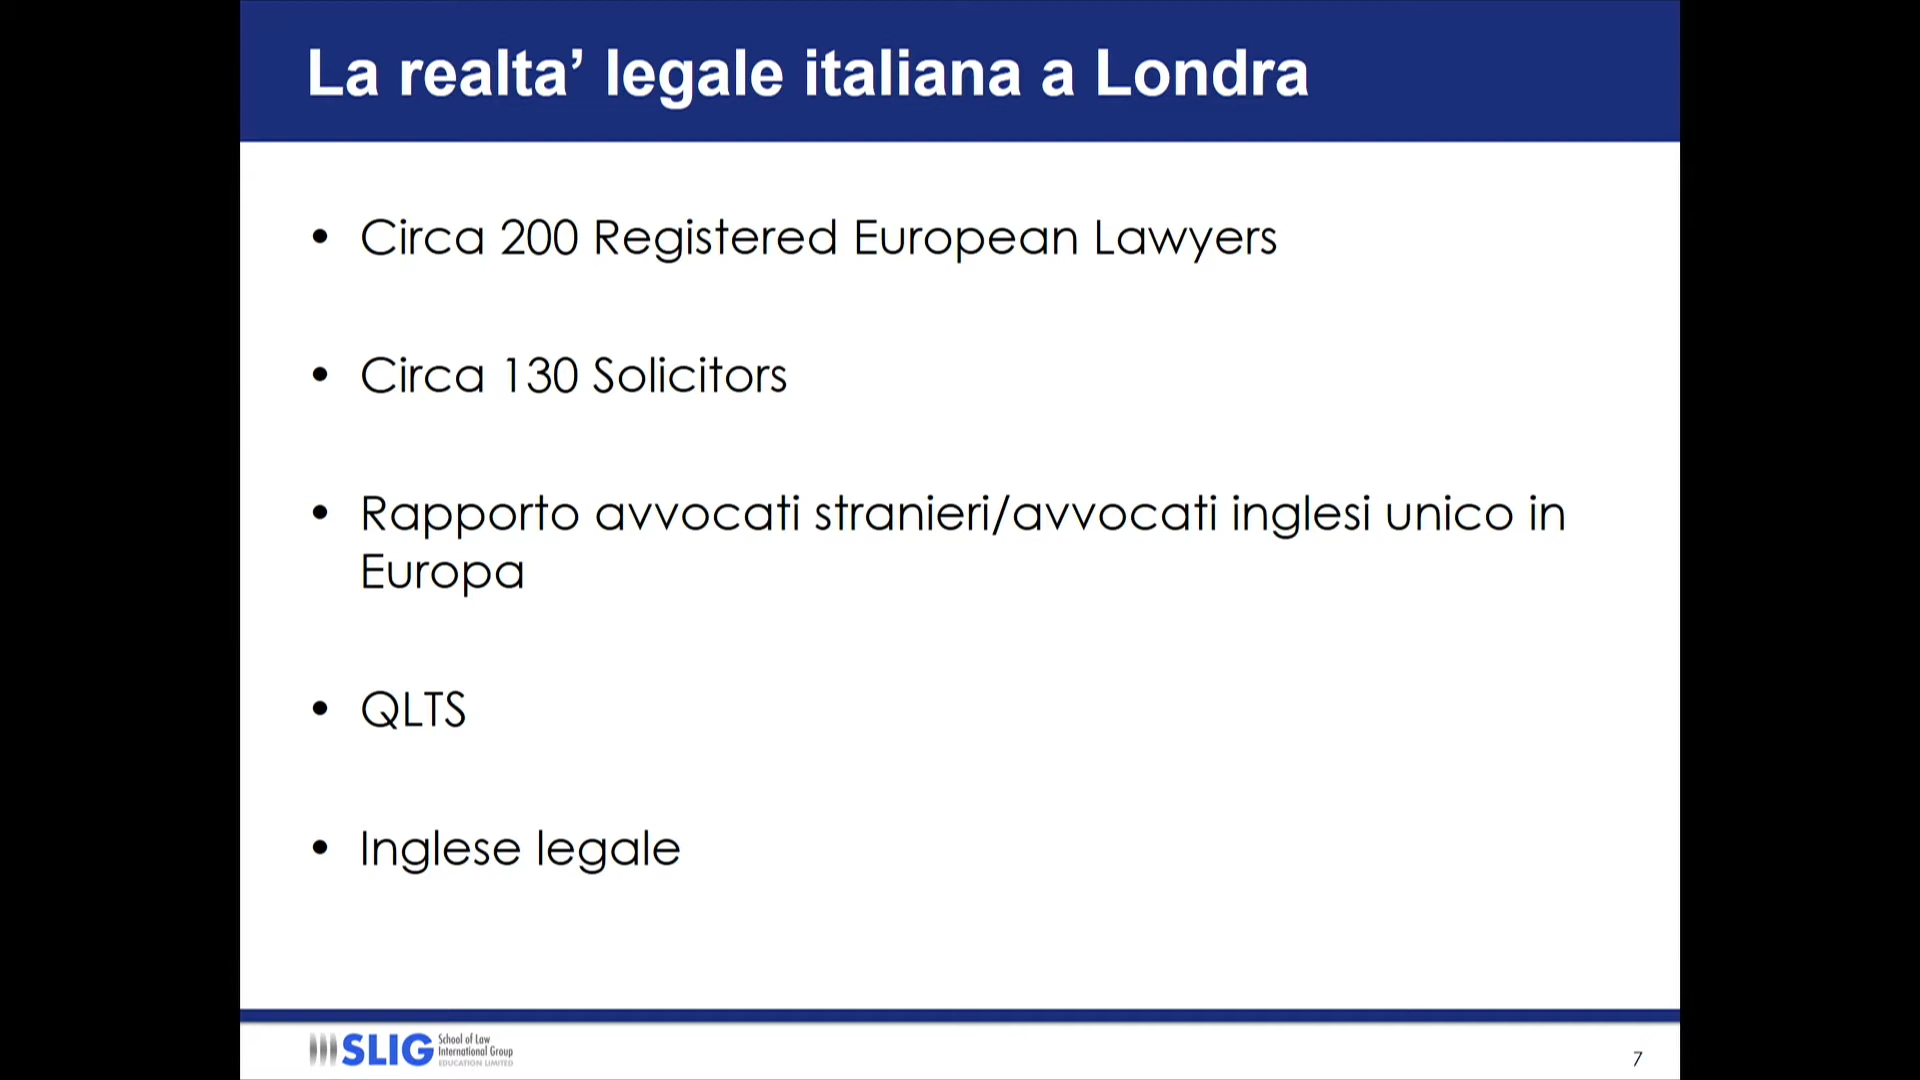 La realta’ legale italiana a Londra
• Circa 200 Registered European Lawyers
• Circa 130 Solicitors
• Rapporto avvocati stranieri/avvocati inglesi unico in
Europa
• QLTS
• Inglese legale
SLIG
School of Law
International Group
EDUCATION LIMITED
7